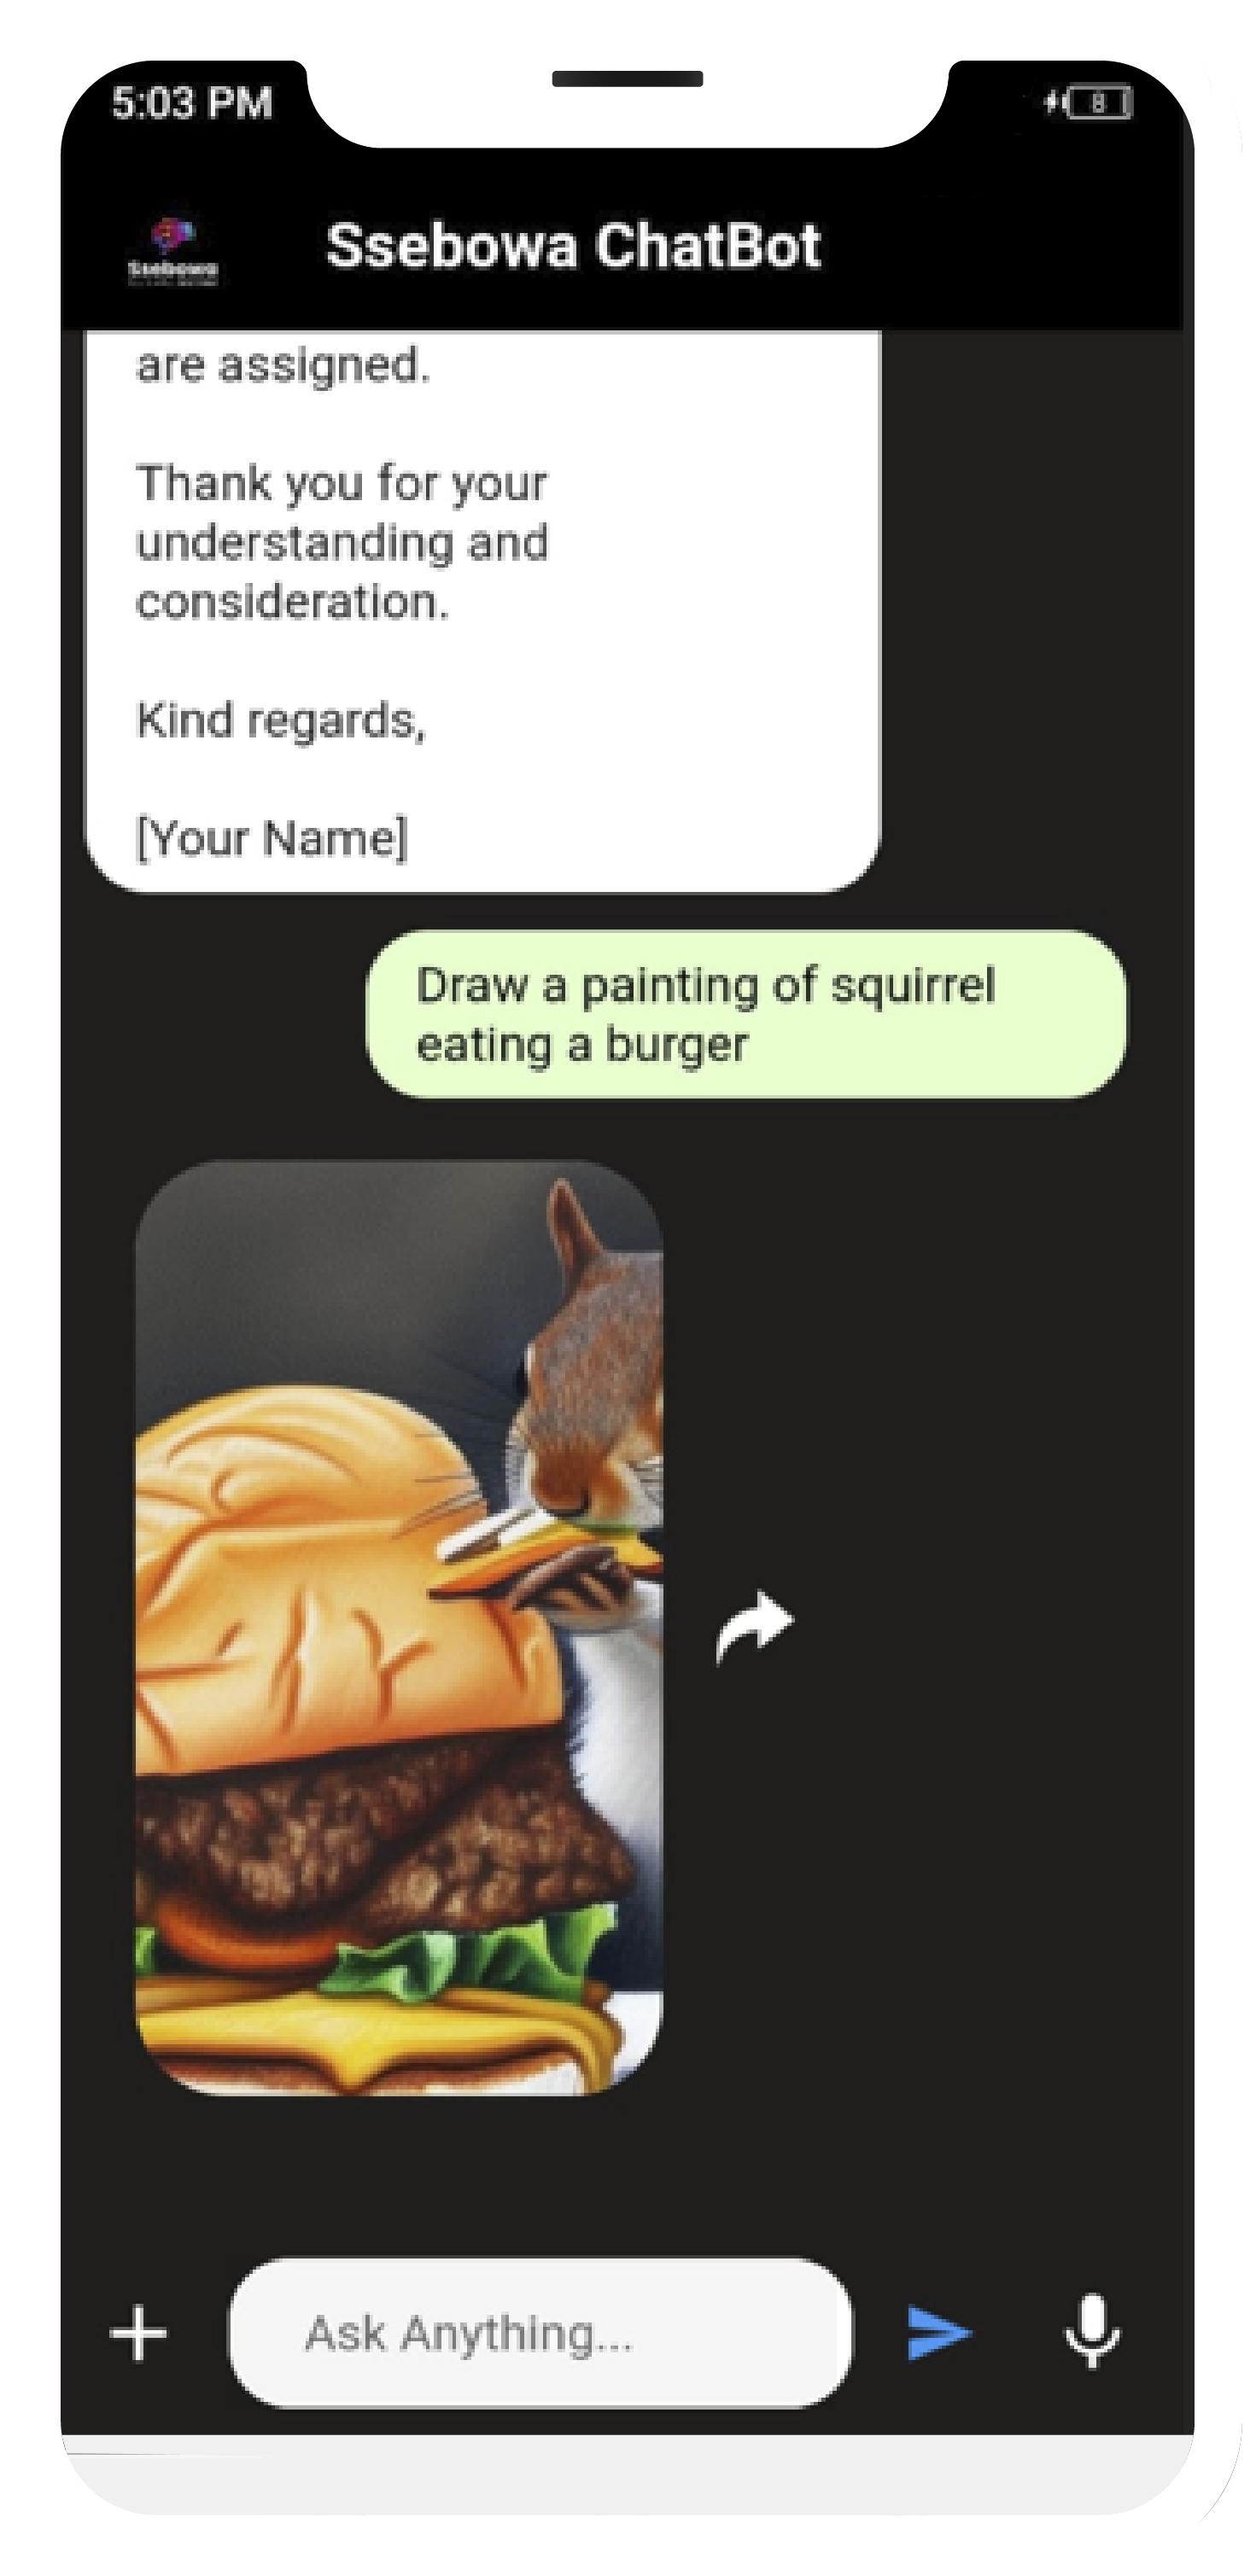 5:03 PM
8
Ssebowa
Ssebowa ChatBot
are assigned.
Thank you for your
understanding and
consideration.
Kind regards,
[Your Name]
Draw a painting of squirrel
eating a burger
Ask Anything...